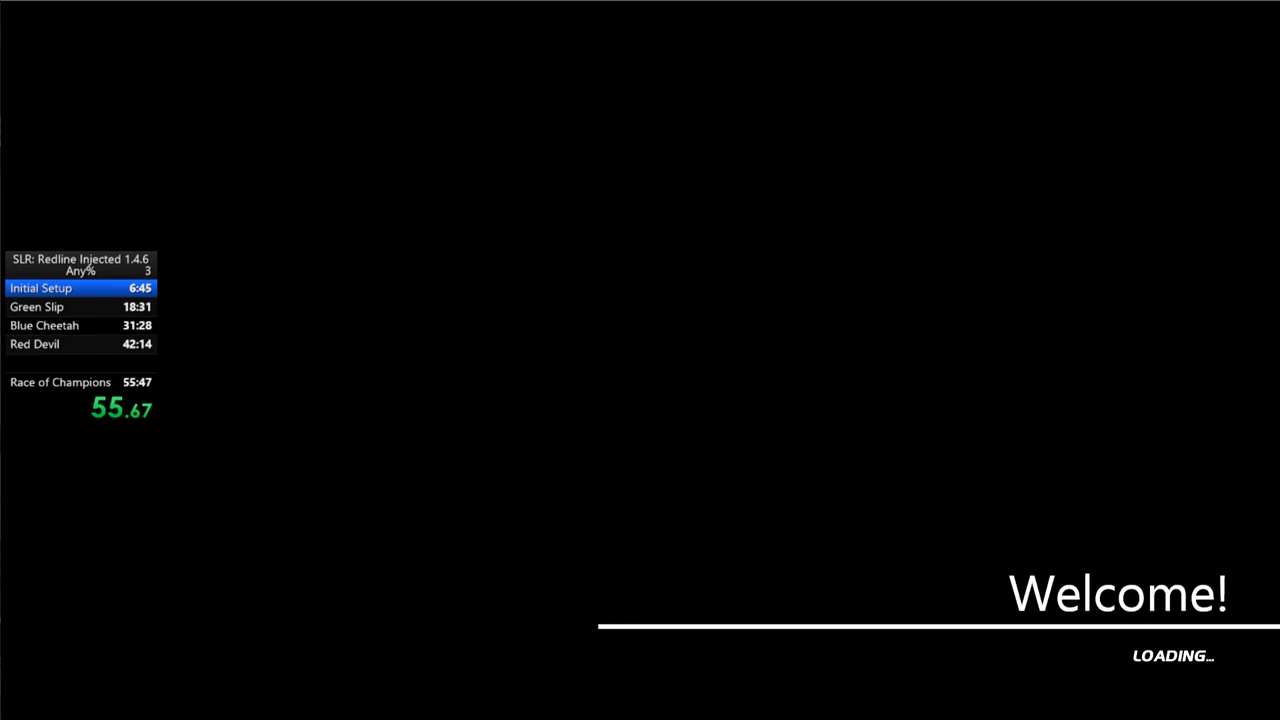 SLR: Redline Injected 1.4.6
Any% 3
Initial Setup 6:45
Green Slip 18:31
Blue Cheetah 31:28
Red Devil 42:14
Race of Champions 55:47
55.67
Welcome!
LOADING...